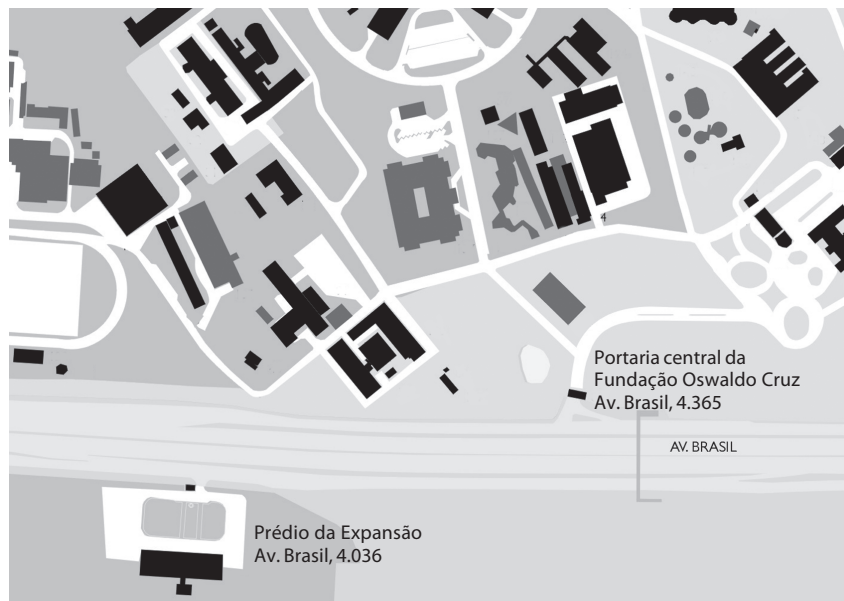 4
Portaria central da
Fundação Oswaldo Cruz
Av. Brasil, 4.365
AV. BRASIL
Prédio da Expansão
Av. Brasil, 4.036